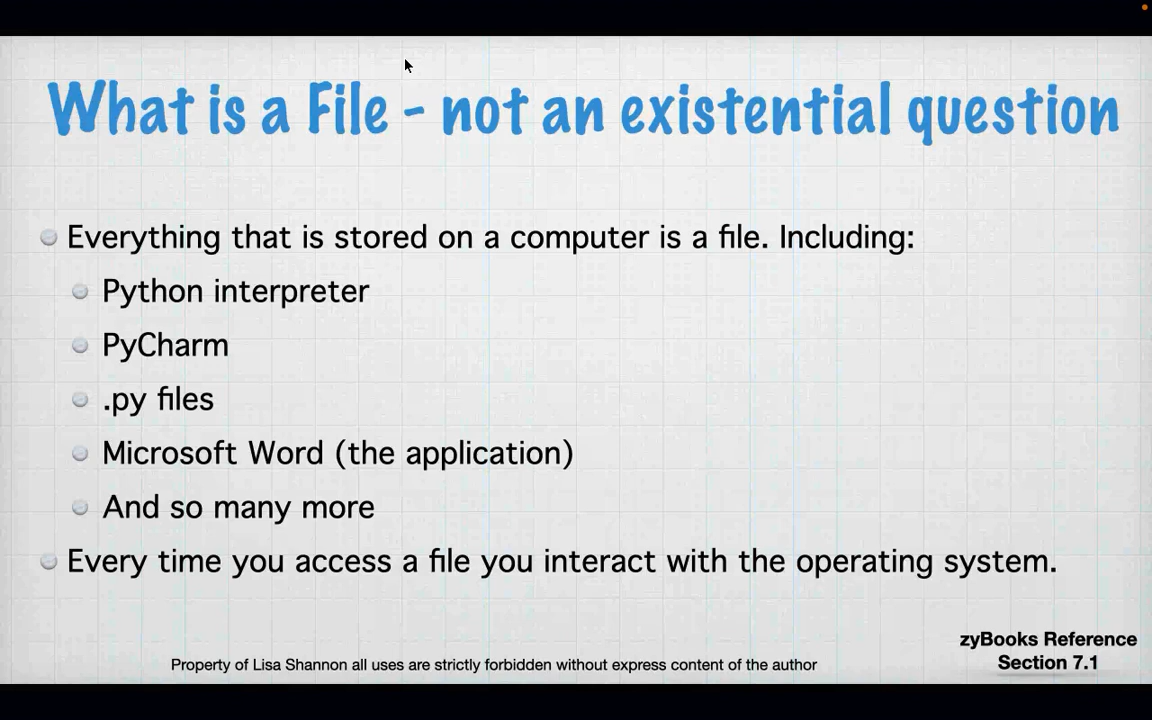 What is a File - not an existential question
Everything that is stored on a computer is a file. Including:
Python interpreter
PyCharm
.py files
Microsoft Word (the application)
And so many more
Every time you access a file you interact with the operating system.
zyBooks Reference
Section 7.1
Property of Lisa Shannon all uses are strictly forbidden without express content of the author